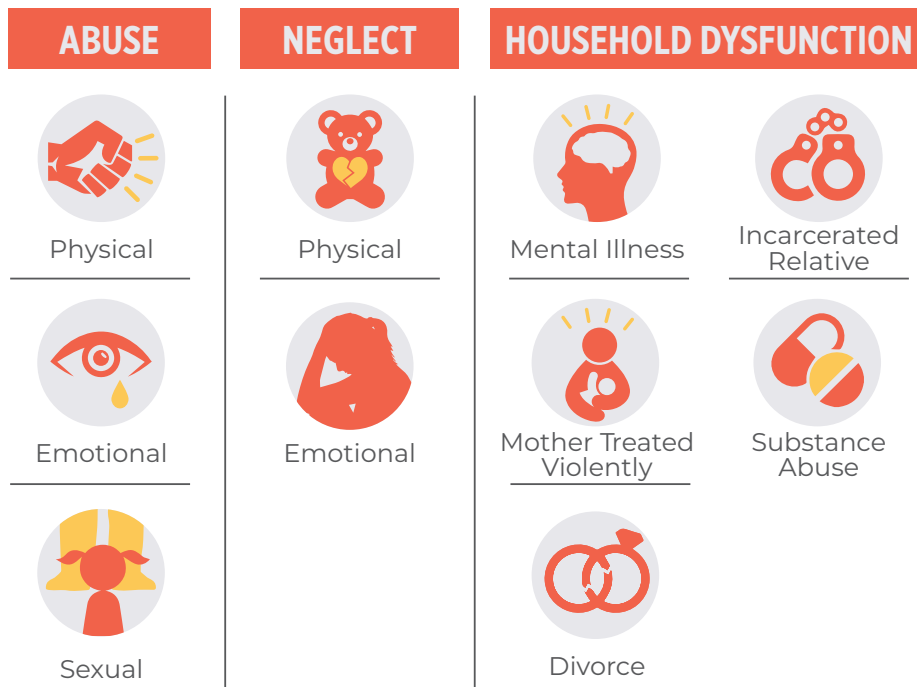 ABUSE
Physical
Emotional
Sexual
NEGLECT
Physical
Emotional
HOUSEHOLD DYSFUNCTION
Mental Illness
Incarcerated
Relative
Mother Treated
Violently
Substance
Abuse
Divorce